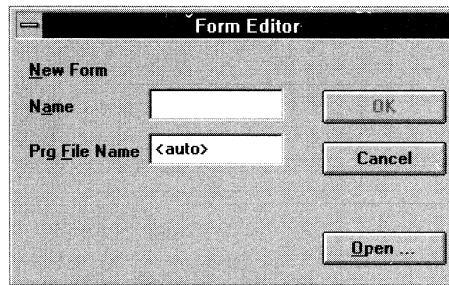 Form Editor
New Form
Name
OK
Prg File Name <auto>
Cancel
Open ...